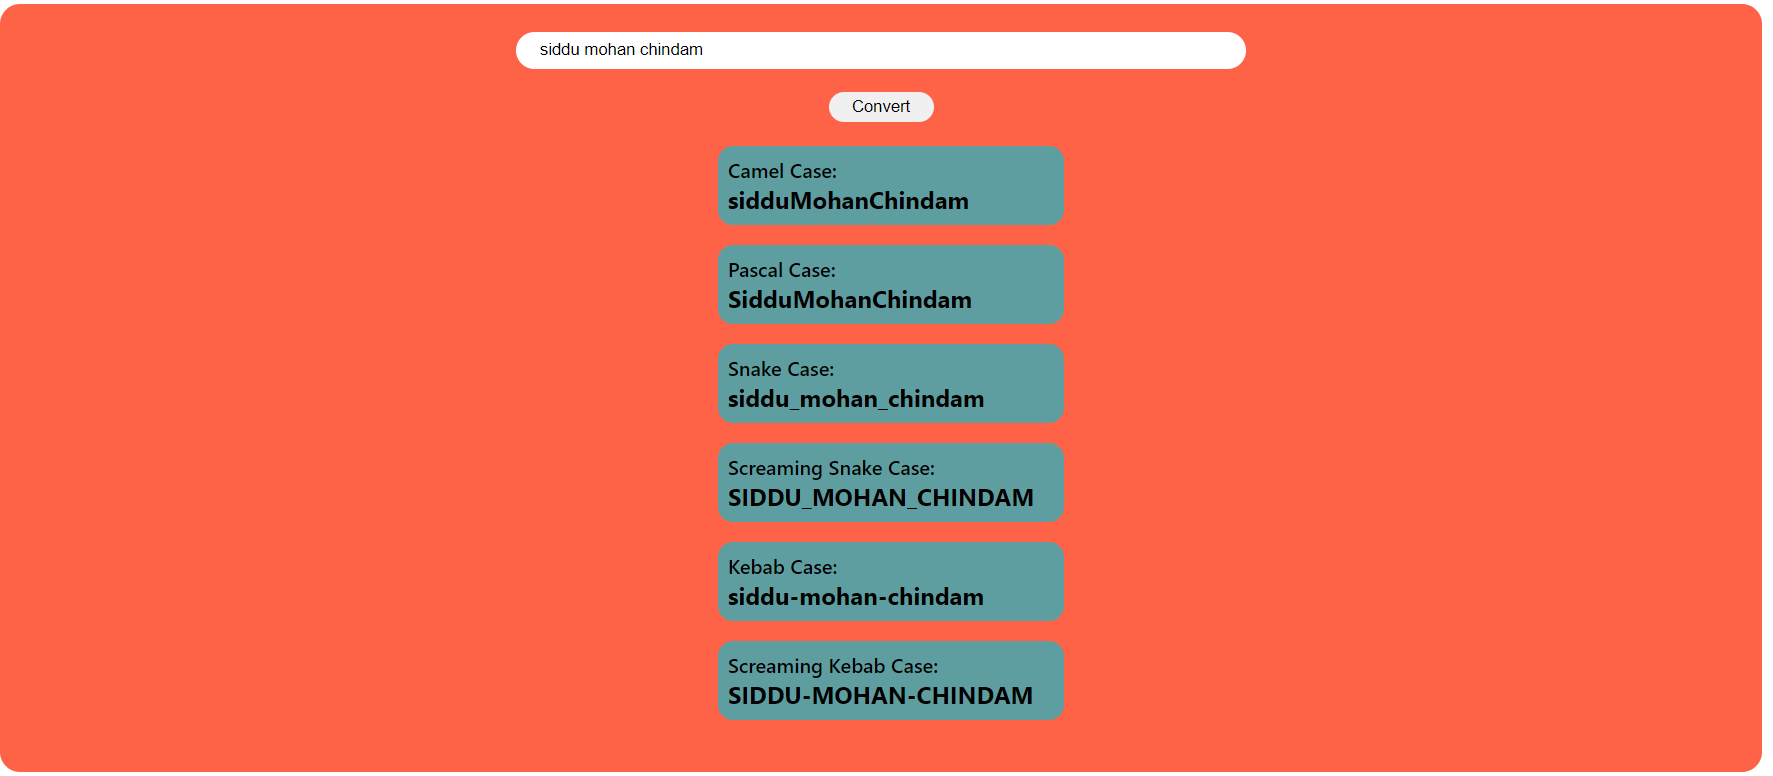 siddu mohan chindam
Convert
Camel Case:
sidduMohanChindam
Pascal Case:
SidduMohanChindam
Snake Case:
siddu_mohan_chindam
Screaming Snake Case:
SIDDU_MOHAN_CHINDAM
Kebab Case:
siddu-mohan-chindam
Screaming Kebab Case:
SIDDU-MOHAN-CHINDAM